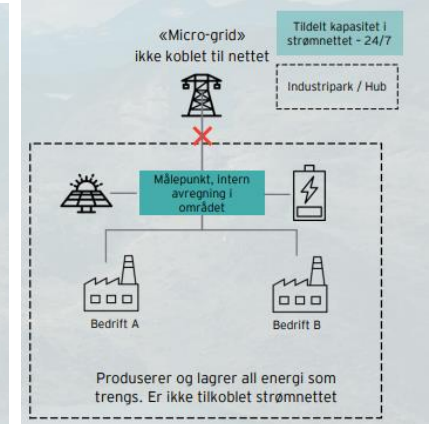 «Micro-grid»
ikke koblet til nettet
Tildelt kapasitet i
strømnettet – 24/7
Industripark / Hub
Målepunkt, intern
avregning i
området
Bedrift A
Bedrift B
Produserer og lagrer all energi som
trengs. Er ikke tilkoblet strømnettet